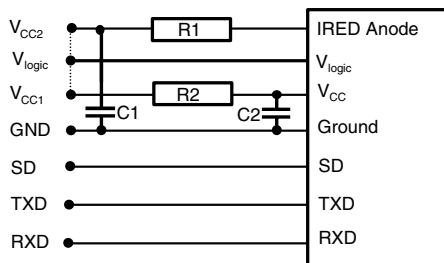 VCC2 R1 IRED Anode
Vlogic Vlogic
VCC1 R2 VCC
C1 C2
GND Ground
SD SD
TXD TXD
RXD RXD